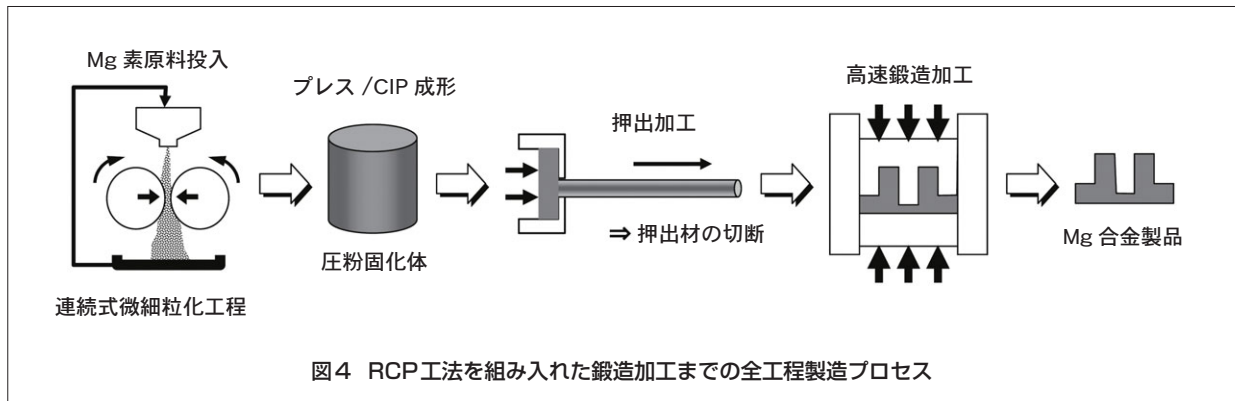 Mg 素原料投入
連続式微細粒化工程
プレス /CIP 成形
圧粉固化体
押出加工
⇒ 押出材の切断
高速鍛造加工
Mg 合金製品
図4 RCP工法を組み入れた鍛造加工までの全工程製造プロセス